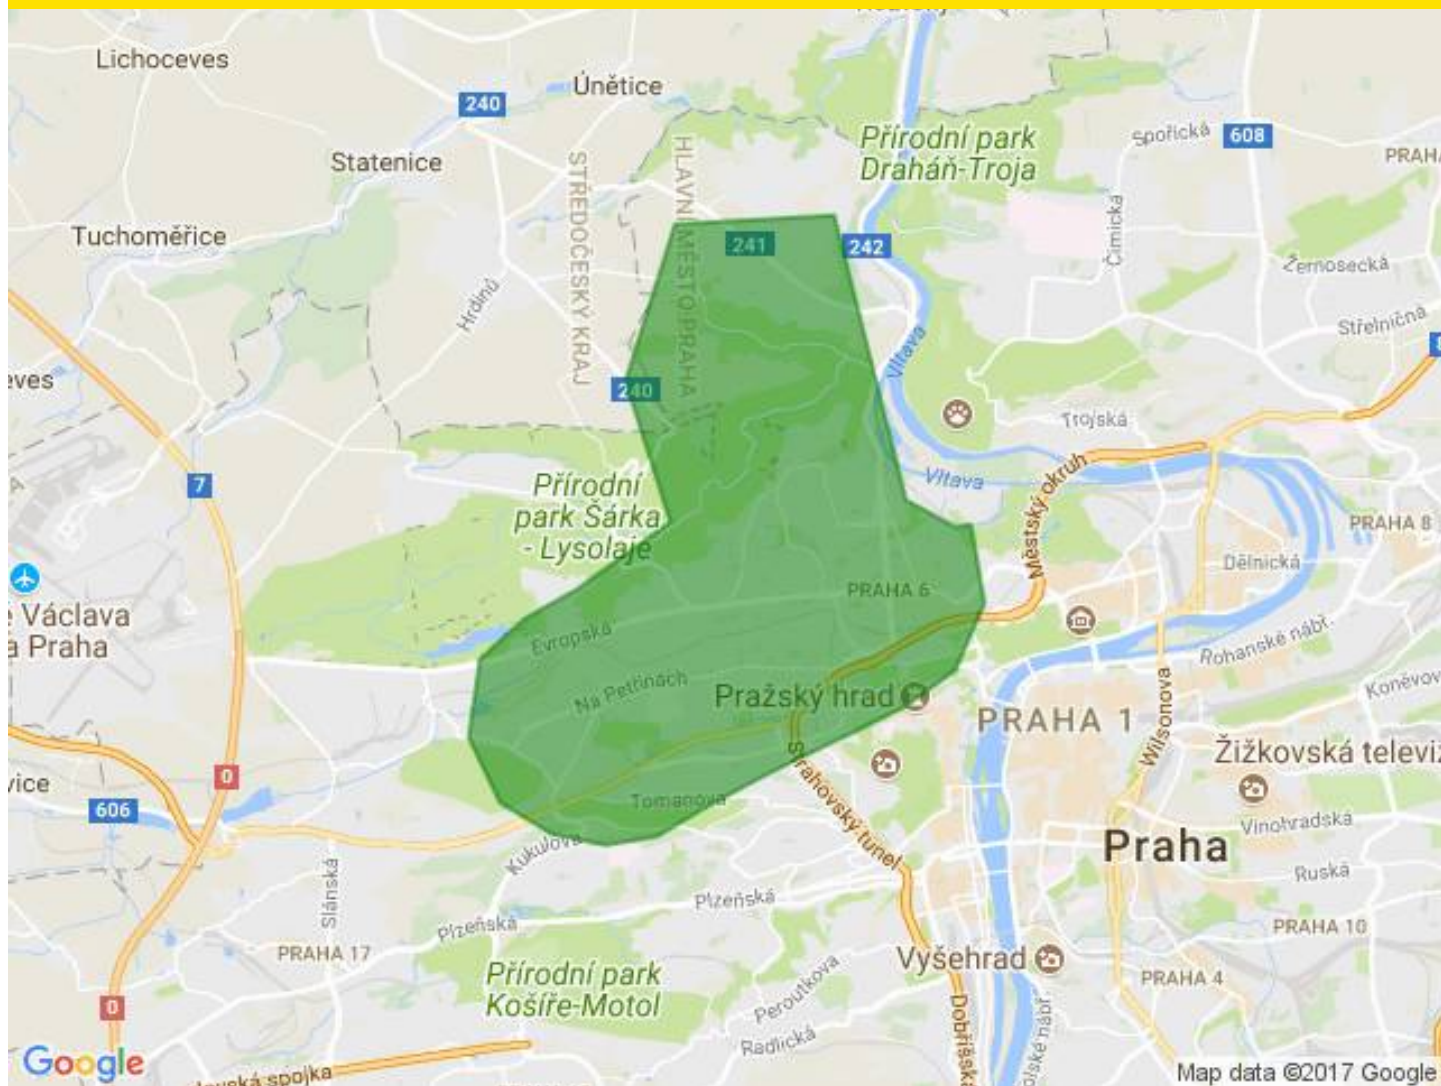 Lichoceves
Únětice
240
Přírodní park
Draháň-Troja
Spořická
608
Statenice
PRAHA
STŘEDOČESKÝ KRAJ
HLAVNÍ MĚSTO PRAHA
Tuchoměřice
241
242
Čimická
Žernosecká
Hrdinů
Střelničná
Vltava
8
240
Trojská
7
Přírodní
park Šárka
- Lysolaje
Vltava
Městský okruh
PRAHA 8
Dělnická
PRAHA 6
Václava
a Praha
Evropská
Rohanské nábř.
Na Petřinách
Pražský hrad
PRAHA 1
Koněvov
Wilsonova
Žižkovská televiz
0
vice
606
Strahovský tunel
Tomanova
Vinohradská
Kukulova
Praha
Ruská
Slánská
Plzeňská
Plzeňská
PRAHA 10
PRAHA 17
Vyšehrad
Přírodní park
Košíře-Motol
PRAHA 4
Peroutkova
0
Dobříšská
Radlická
Google
Map data ©2017 Google